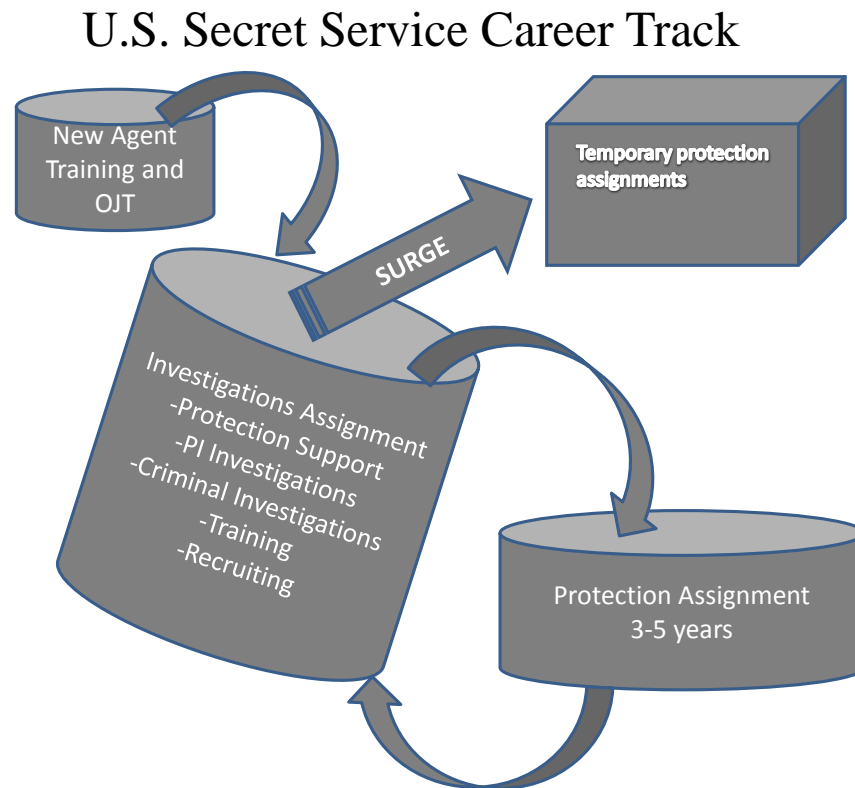 U.S. Secret Service Career Track
New Agent
Training and
OJT
Temporary protection
assignments
SURGE
Investigations Assignment
-Protection Support
-PI Investigations
-Criminal Investigations
-Training
-Recruiting
Protection Assignment
3-5 years